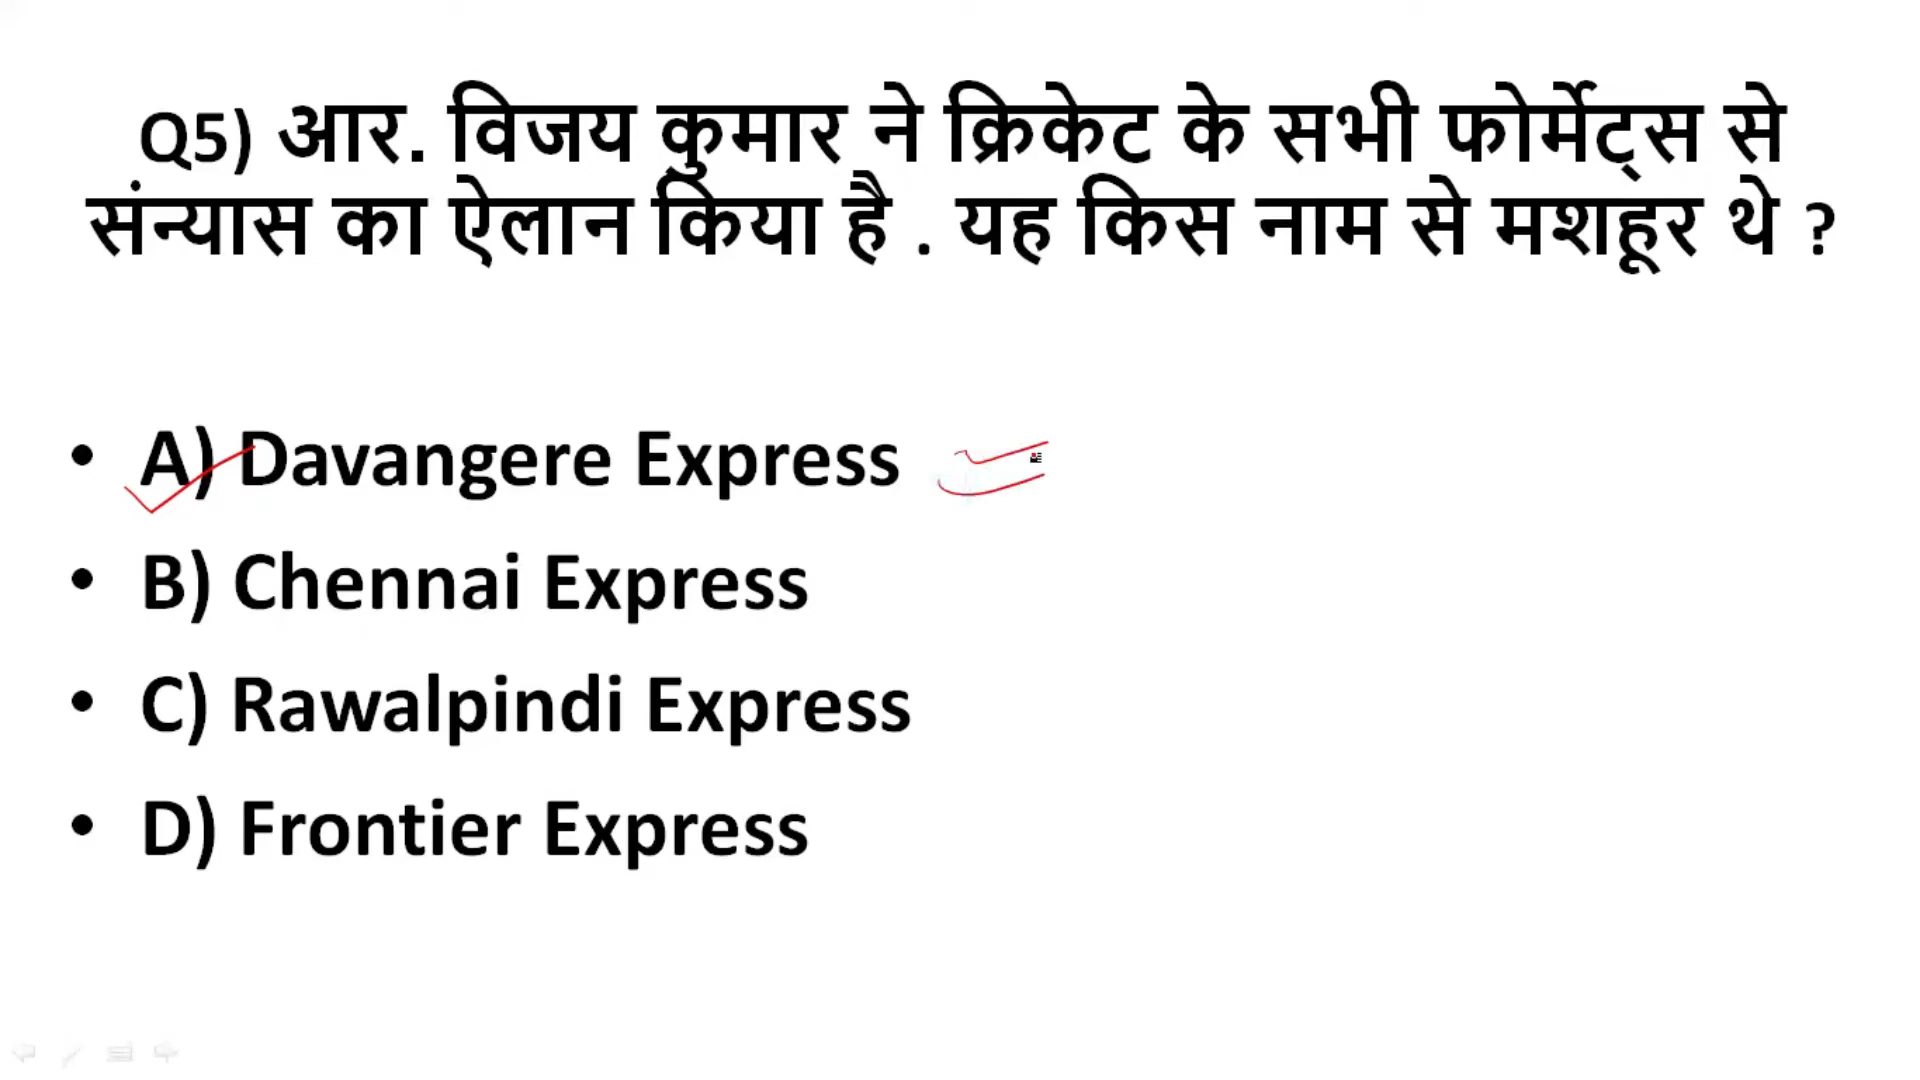 Q5) आर. विजय कुमार ने क्रिकेट के सभी फोर्मेट्स से
संन्यास का ऐलान किया है . यह किस नाम से मशहूर थे ?
• A) Davangere Express
• B) Chennai Express
• C) Rawalpindi Express
• D) Frontier Express